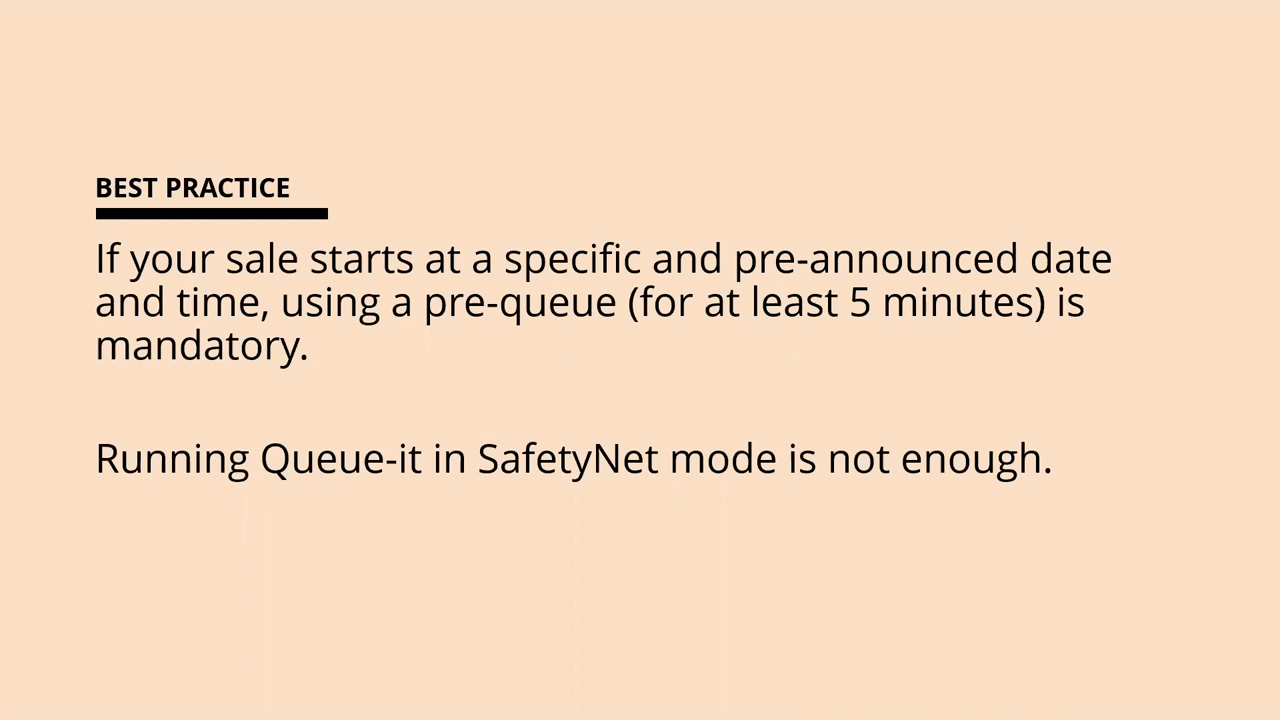 BEST PRACTICE
If your sale starts at a specific and pre-announced date
and time, using a pre-queue (for at least 5 minutes) is
mandatory.
Running Queue-it in SafetyNet mode is not enough.